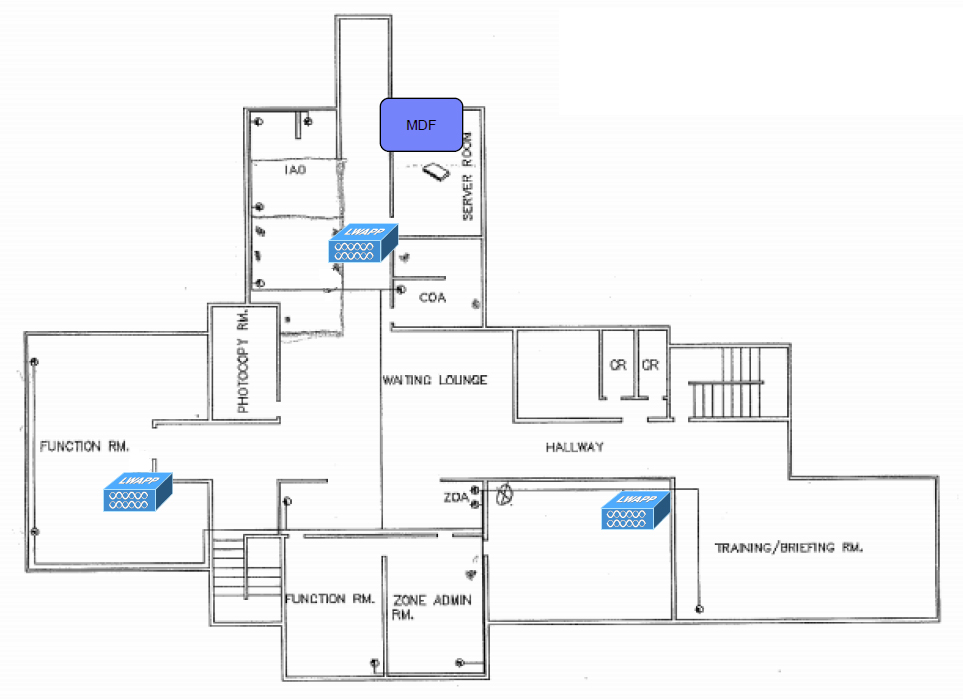 MDF
SERVER ROON
IAO
LWAPP
COA
PHOTOCOPY RM.
CR
CR
WAITING LOUNGE
FUNCTION RM.
HALLWAY
LWAPP
ZOA
LWAPP
TRAINING/BRIEFING RM.
FUNCTION RM.
ZONE ADMIN
RM.